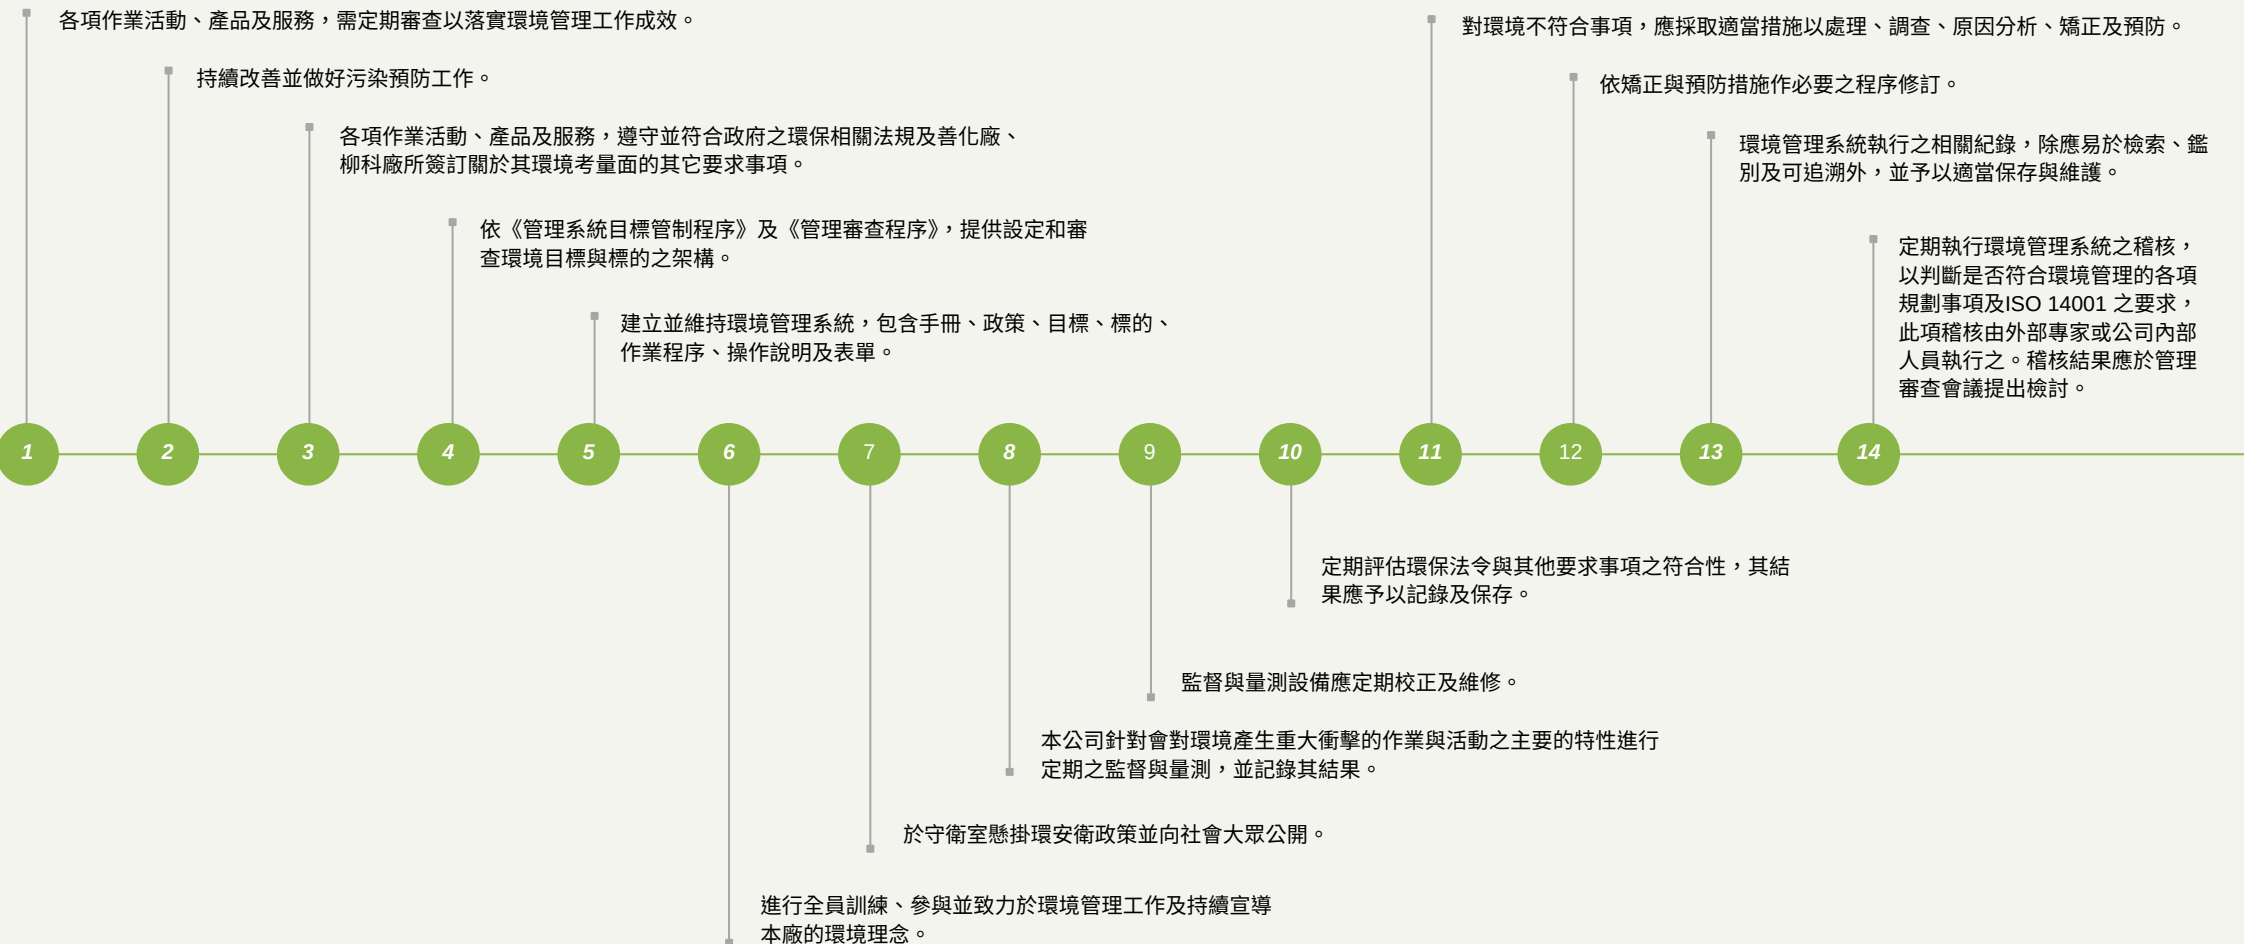 各項作業活動、產品及服務，需定期審查以落實環境管理工作成效。
持續改善並做好污染預防工作。
各項作業活動、產品及服務，遵守並符合政府之環保相關法規及善化廠、
柳科廠所簽訂關於其環境考量面的其它要求事項。
依《管理系統目標管制程序》及《管理審查程序》，提供設定和審
查環境目標與標的之架構。
建立並維持環境管理系統，包含手冊、政策、目標、標的、
作業程序、操作說明及表單。
對環境不符合事項，應採取適當措施以處理、調查、原因分析、矯正及預防。
依矯正與預防措施作必要之程序修訂。
環境管理系統執行之相關紀錄，除應易於檢索、鑑
別及可追溯外，並予以適當保存與維護。
定期執行環境管理系統之稽核，
以判斷是否符合環境管理的各項
規劃事項及ISO 14001 之要求，
此項稽核由外部專家或公司內部
人員執行之。稽核結果應於管理
審查會議提出檢討。
1 2 3 4 5 6 7 8 9 10 11 12 13 14
定期評估環保法令與其他要求事項之符合性，其結
果應予以記錄及保存。
監督與量測設備應定期校正及維修。
本公司針對會對環境產生重大衝擊的作業與活動之主要的特性進行
定期之監督與量測，並記錄其結果。
於守衛室懸掛環安衛政策並向社會大眾公開。
進行全員訓練、參與並致力於環境管理工作及持續宣導
本廠的環境理念。